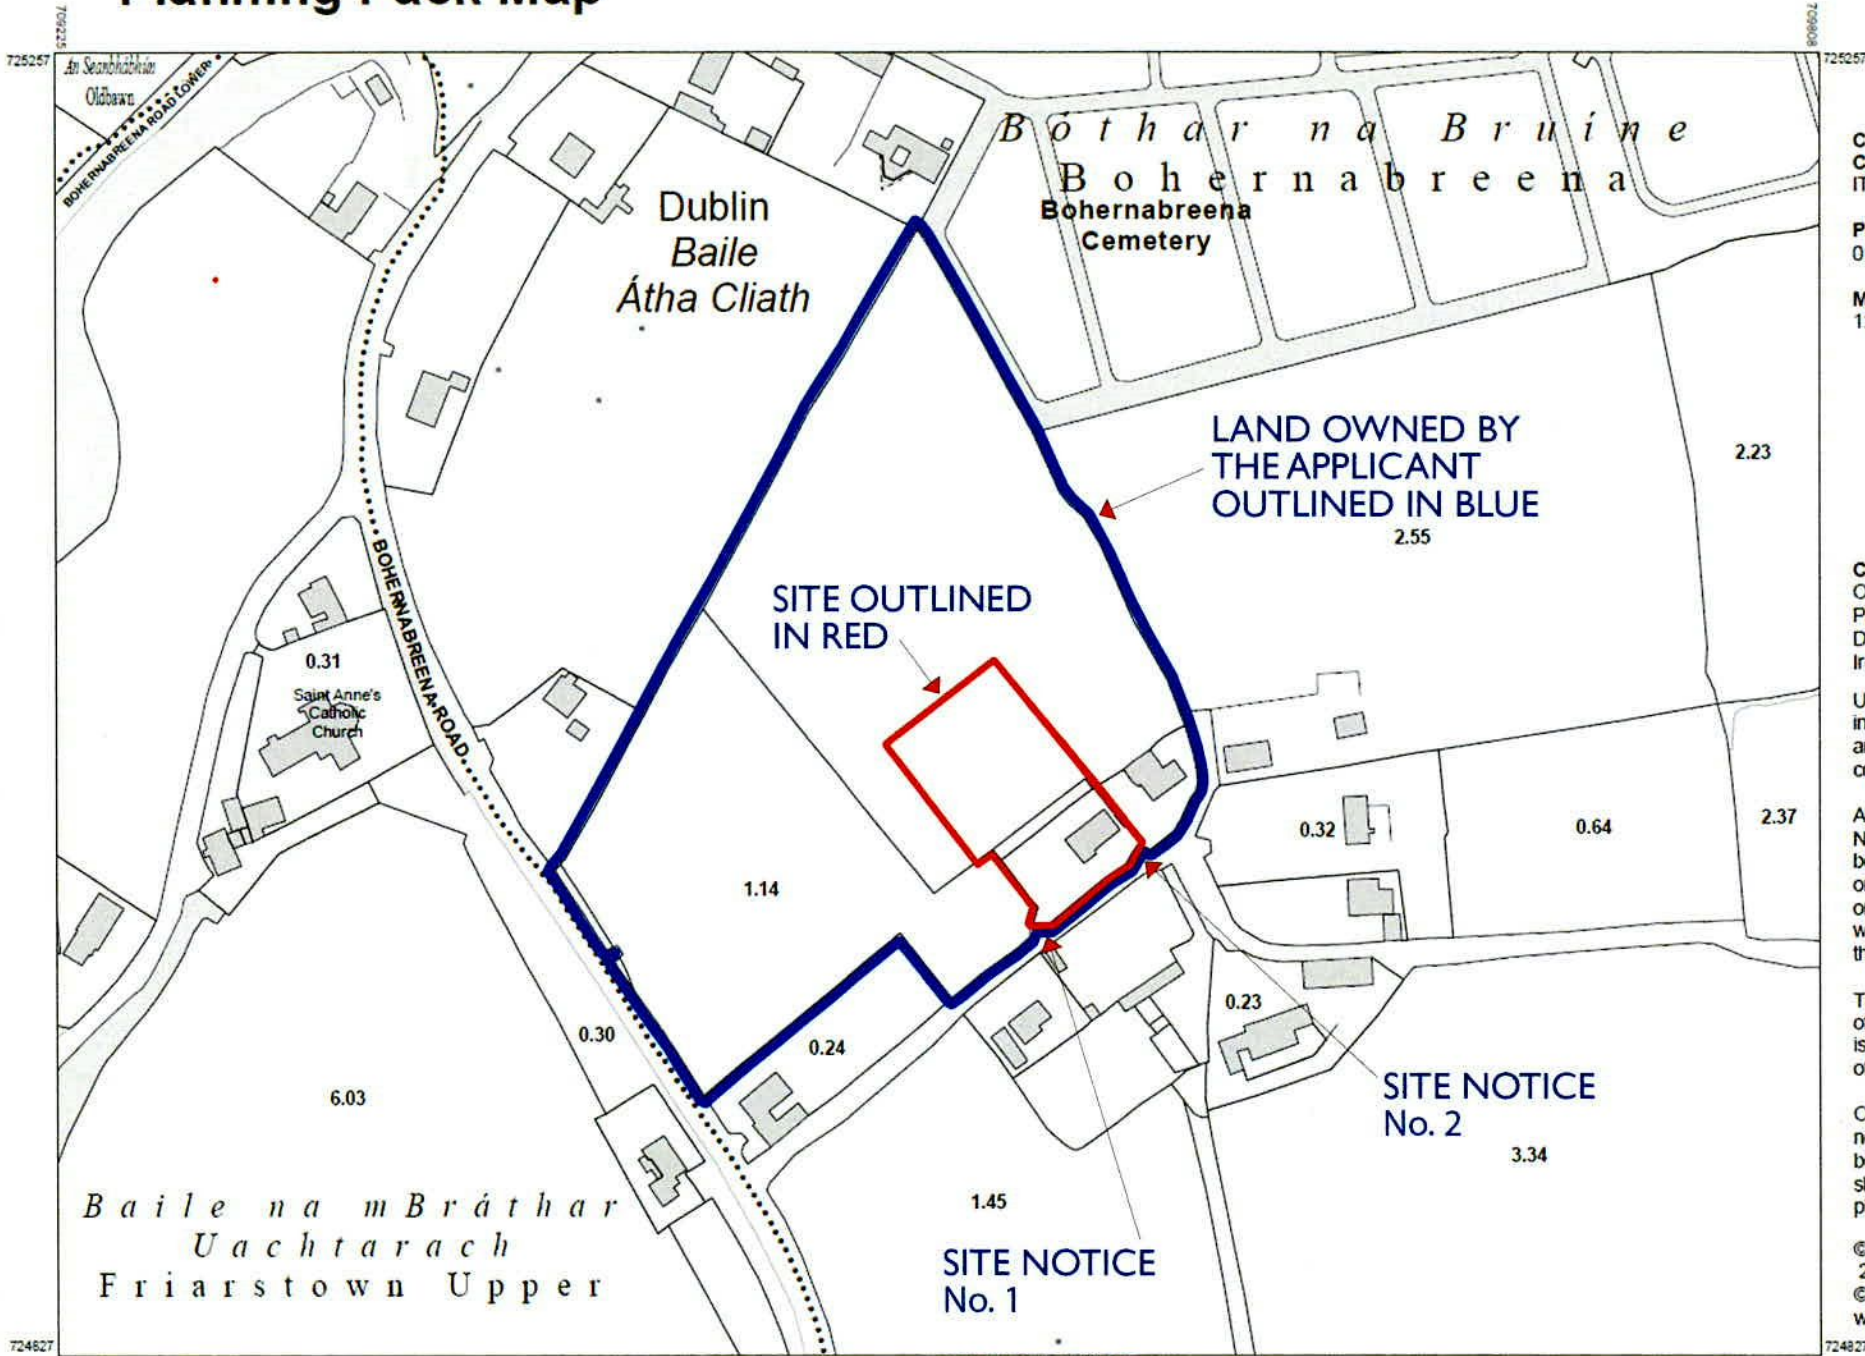 Planning Pack Map
709225
709808
725257
725257
An Seanbhábhún
Oldbawn
BOHERNABREENA ROAD LOWER
Bóthar na Bruíne
Bohernabreena
Bohernabreena
Cemetery
Dublin
Baile
Átha Cliath
LAND OWNED BY
THE APPLICANT
OUTLINED IN BLUE
2.23
2.55
SITE OUTLINED
IN RED
BOHERNABREENA ROAD
0.31
Saint Anne's
Catholic
Church
0.32
0.64
2.37
1.14
0.30
0.24
0.23
6.03
SITE NOTICE
No. 2
3.34
1.45
Baile na mBráthar
Uachtarach
Friarstown Upper
SITE NOTICE
No. 1
724827
724827